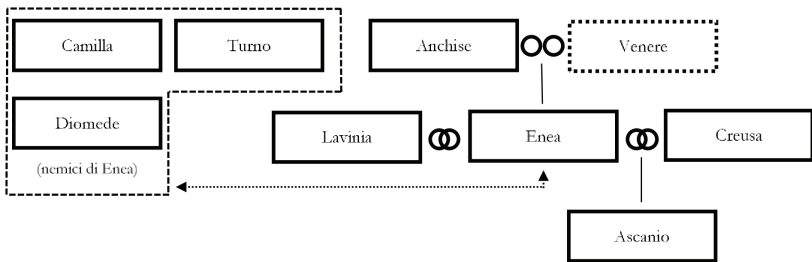 Camilla
Turno
Anchise
Venere
Diomede
(nemici di Enea)
Lavinia
Enea
Creusa
Ascanio